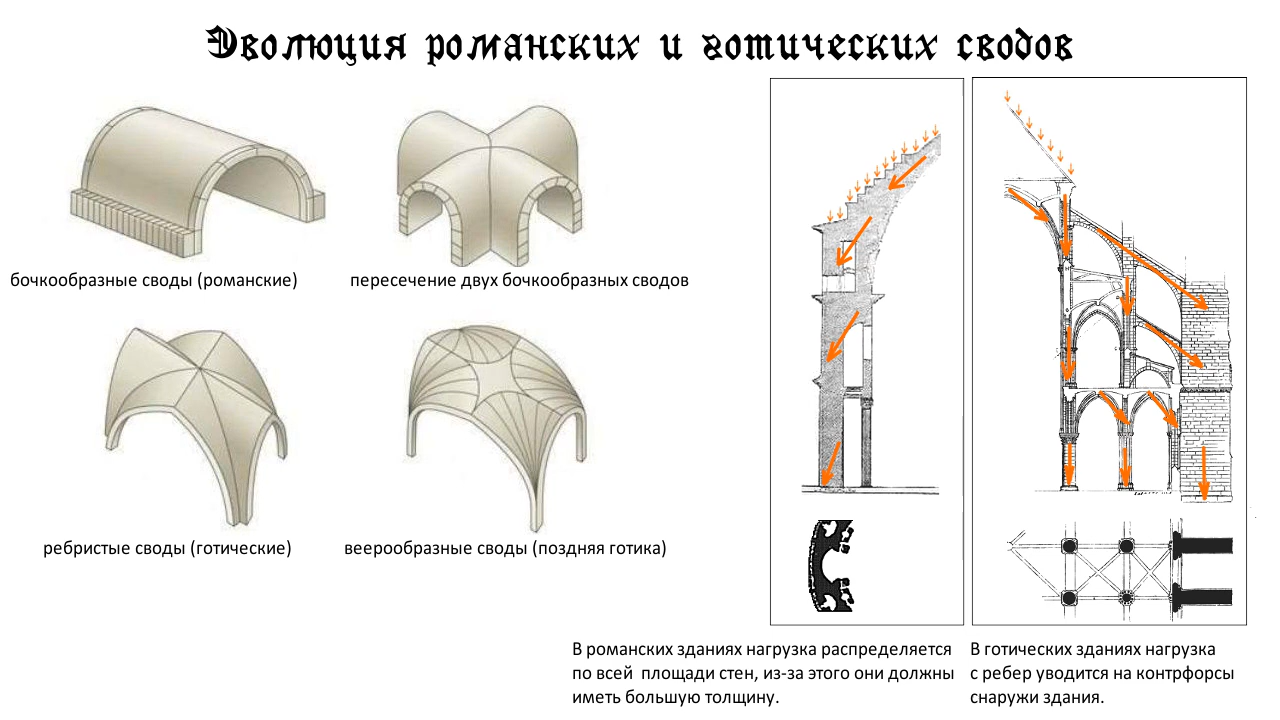 Эволюция романских и готических сводов
бочкообразные своды (романские)
пересечение двух бочкообразных сводов
ребристые своды (готические)
веерообразные своды (поздняя готика)
В романских зданиях нагрузка распределяется
по всей площади стен, из-за этого они должны
иметь большую толщину.
В готических зданиях нагрузка
с ребер уводится на контрфорсы
снаружи здания.